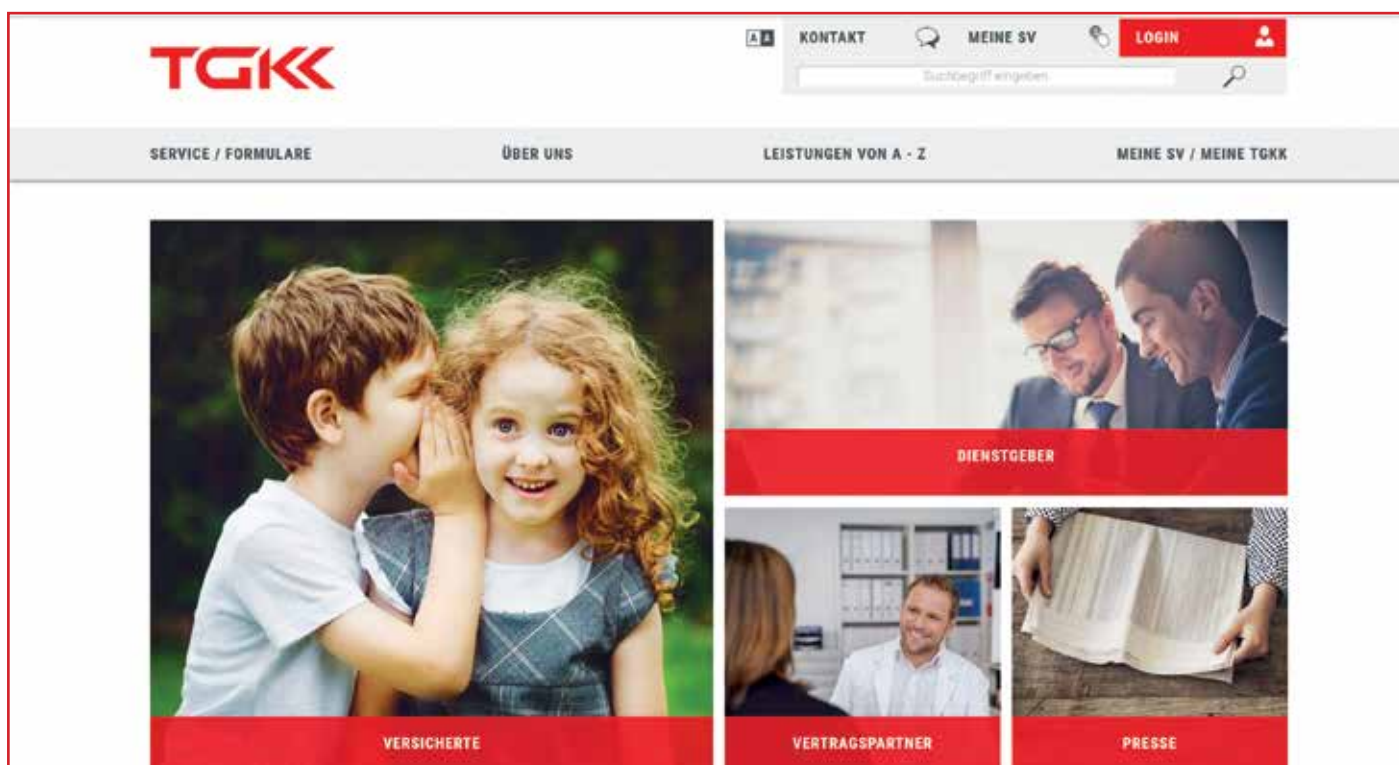 TGKK
AA KONTAKT MEINE SV LOGIN
Suchbegriff eingeben
SERVICE / FORMULARE ÜBER UNS LEISTUNGEN VON A - Z MEINE SV / MEINE TGKK
DIENSTGEBER
VERSICHERTE VERTRAGSPARTNER PRESSE